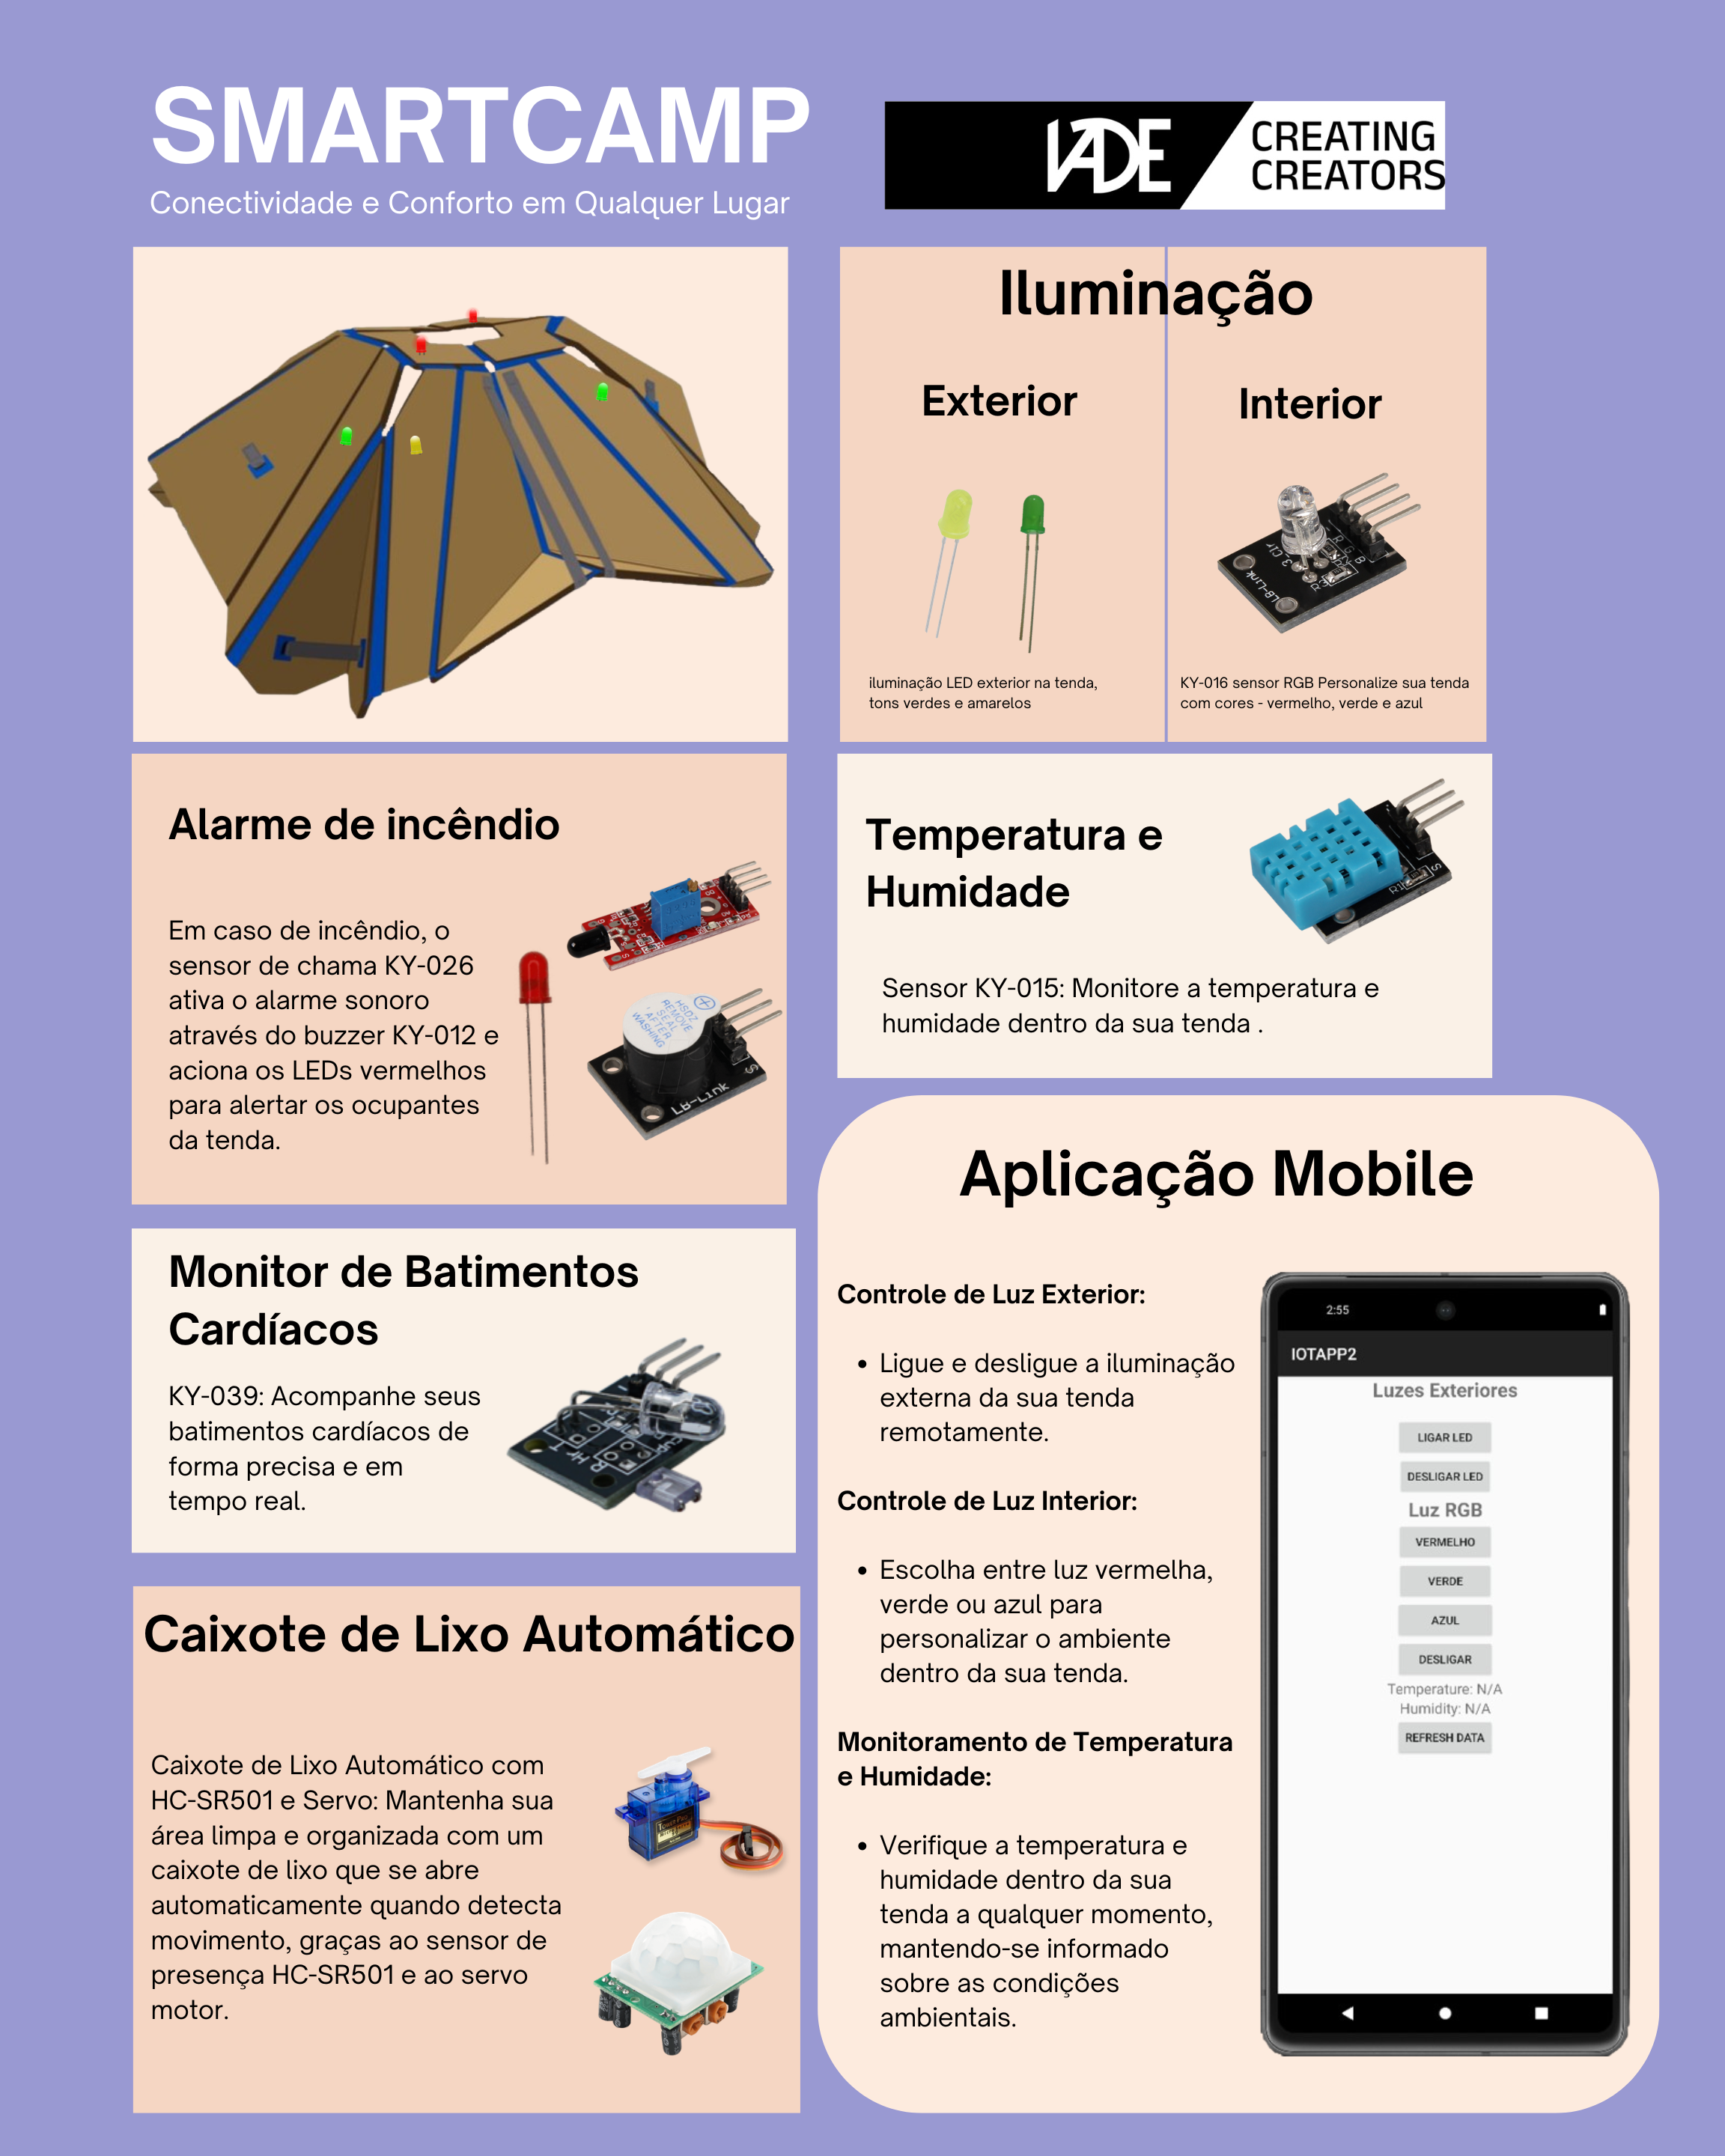 SMARTCAMP
Conectividade e Conforto em Qualquer Lugar
IADE
CREATING
CREATORS
Iluminação
Exterior
Interior
iluminação LED exterior na tenda,
tons verdes e amarelos
KY-016 sensor RGB Personalize sua tenda
com cores - vermelho, verde e azul
Alarme de incêndio
Em caso de incêndio, o
sensor de chama KY-026
ativa o alarme sonoro
através do buzzer KY-012 e
aciona os LEDs vermelhos
para alertar os ocupantes
da tenda.
HSDZ
REMOVE
SEAL
AFTER
WASHING
LB-Link
Temperatura e
Humidade
Sensor KY-015: Monitore a temperatura e
humidade dentro da sua tenda .
Monitor de Batimentos
Cardíacos
KY-039: Acompanhe seus
batimentos cardíacos de
forma precisa e em
tempo real.
Caixote de Lixo Automático
Caixote de Lixo Automático com
HC-SR501 e Servo: Mantenha sua
área limpa e organizada com um
caixote de lixo que se abre
automaticamente quando detecta
movimento, graças ao sensor de
presença HC-SR501 e ao servo
motor.
Aplicação Mobile
Controle de Luz Exterior:
• Ligue e desligue a iluminação
externa da sua tenda
remotamente.
Controle de Luz Interior:
• Escolha entre luz vermelha,
verde ou azul para
personalizar o ambiente
dentro da sua tenda.
Monitoramento de Temperatura
e Humidade:
• Verifique a temperatura e
humidade dentro da sua
tenda a qualquer momento,
mantendo-se informado
sobre as condições
ambientais.
2:55
IOTAPP2
Luzes Exteriores
LIGAR LED
DESLIGAR LED
Luz RGB
VERMELHO
VERDE
AZUL
DESLIGAR
Temperature: N/A
Humidity: N/A
REFRESH DATA